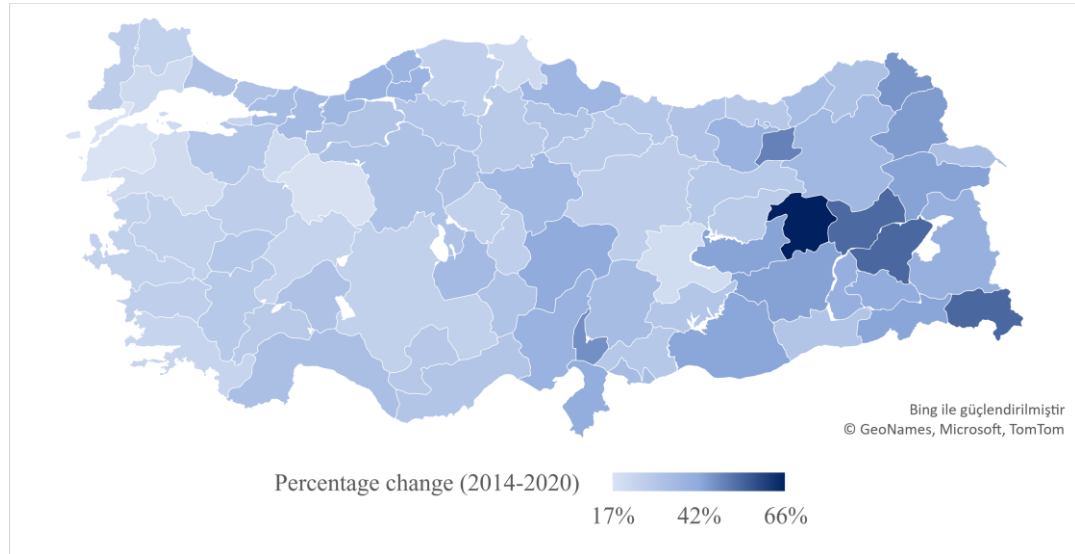 Bing ile güçlendirilmiştir
© GeoNames, Microsoft, TomTom
Percentage change (2014-2020)
17% 42% 66%